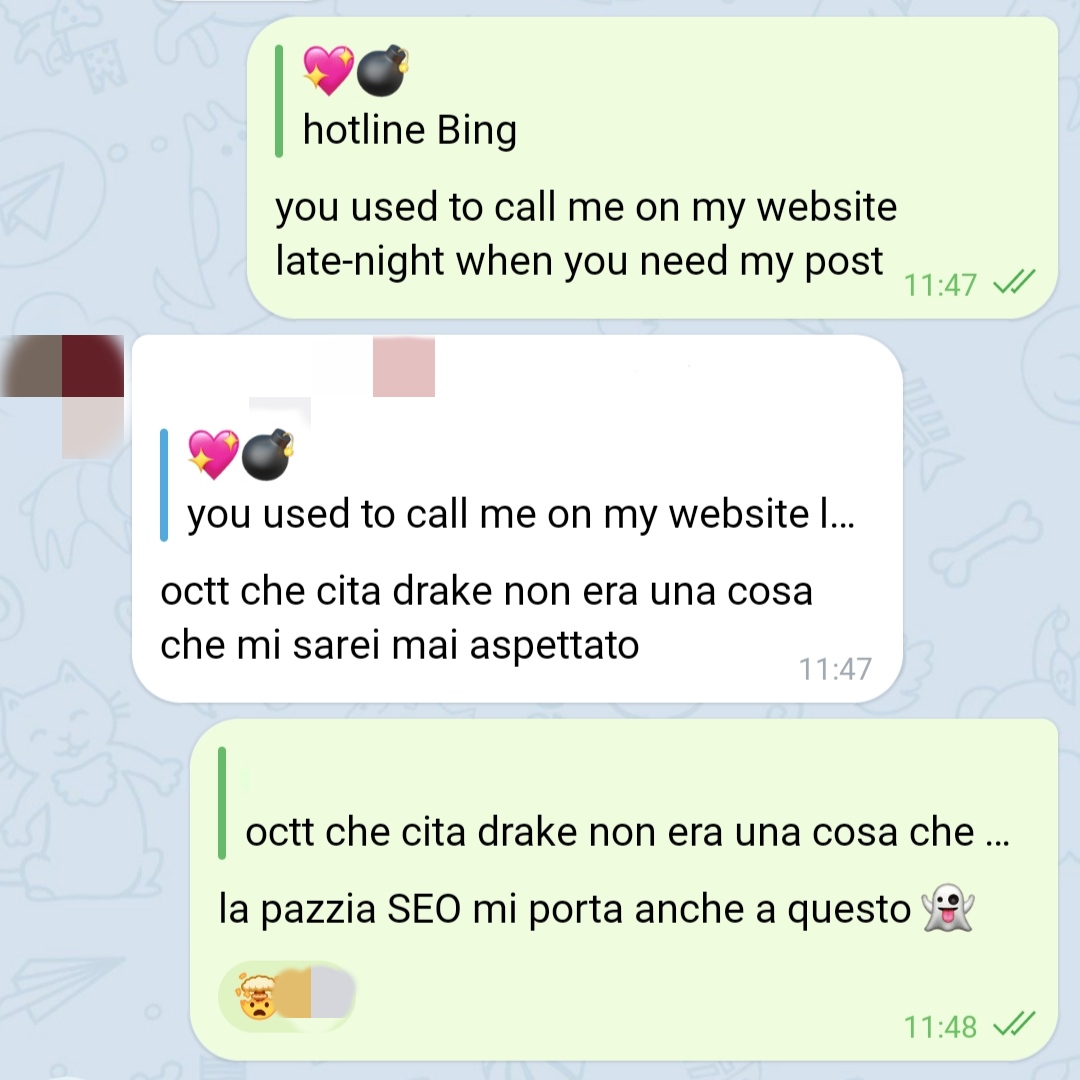 💖💣
hotline Bing
you used to call me on my website
late-night when you need my post
11:47
💖💣
you used to call me on my website l...
octt che cita drake non era una cosa
che mi sarei mai aspettato
11:47
octt che cita drake non era una cosa che ...
la pazzia SEO mi porta anche a questo 👻
🤯
11:48